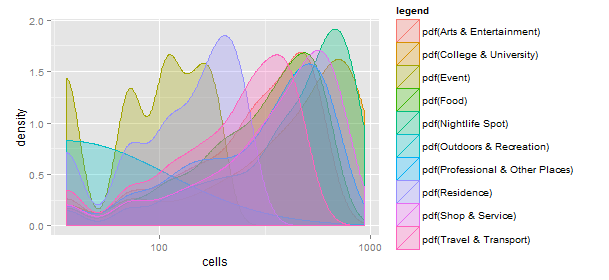 legend
2.0
1.5
1.0
0.5
0.0
density
100
1000
cells
pdf(Arts & Entertainment)
pdf(College & University)
pdf(Event)
pdf(Food)
pdf(Nightlife Spot)
pdf(Outdoors & Recreation)
pdf(Professional & Other Places)
pdf(Residence)
pdf(Shop & Service)
pdf(Travel & Transport)